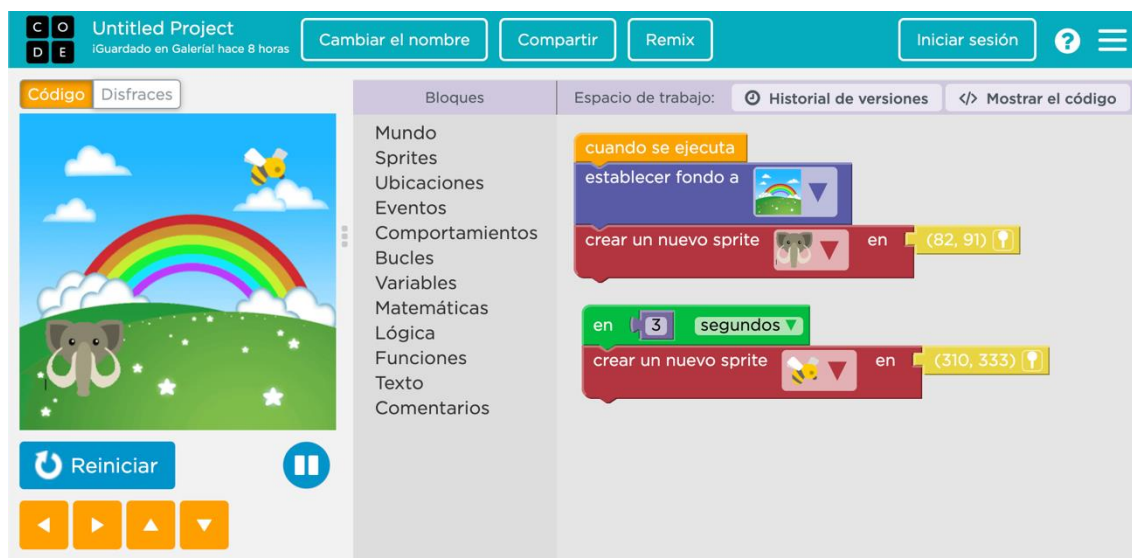 CO
DE
Untitled Project
¡Guardado en Galería! hace 8 horas
Cambiar el nombre
Compartir
Remix
Iniciar sesión
?
Código
Disfraces
Bloques
Espacio de trabajo:
Historial de versiones
</> Mostrar el código
Mundo
Sprites
Ubicaciones
Eventos
Comportamientos
Bucles
Variables
Matemáticas
Lógica
Funciones
Texto
Comentarios
cuando se ejecuta
establecer fondo a
crear un nuevo sprite en (82, 91)
en 3 segundos
crear un nuevo sprite en (310, 333)
Reiniciar